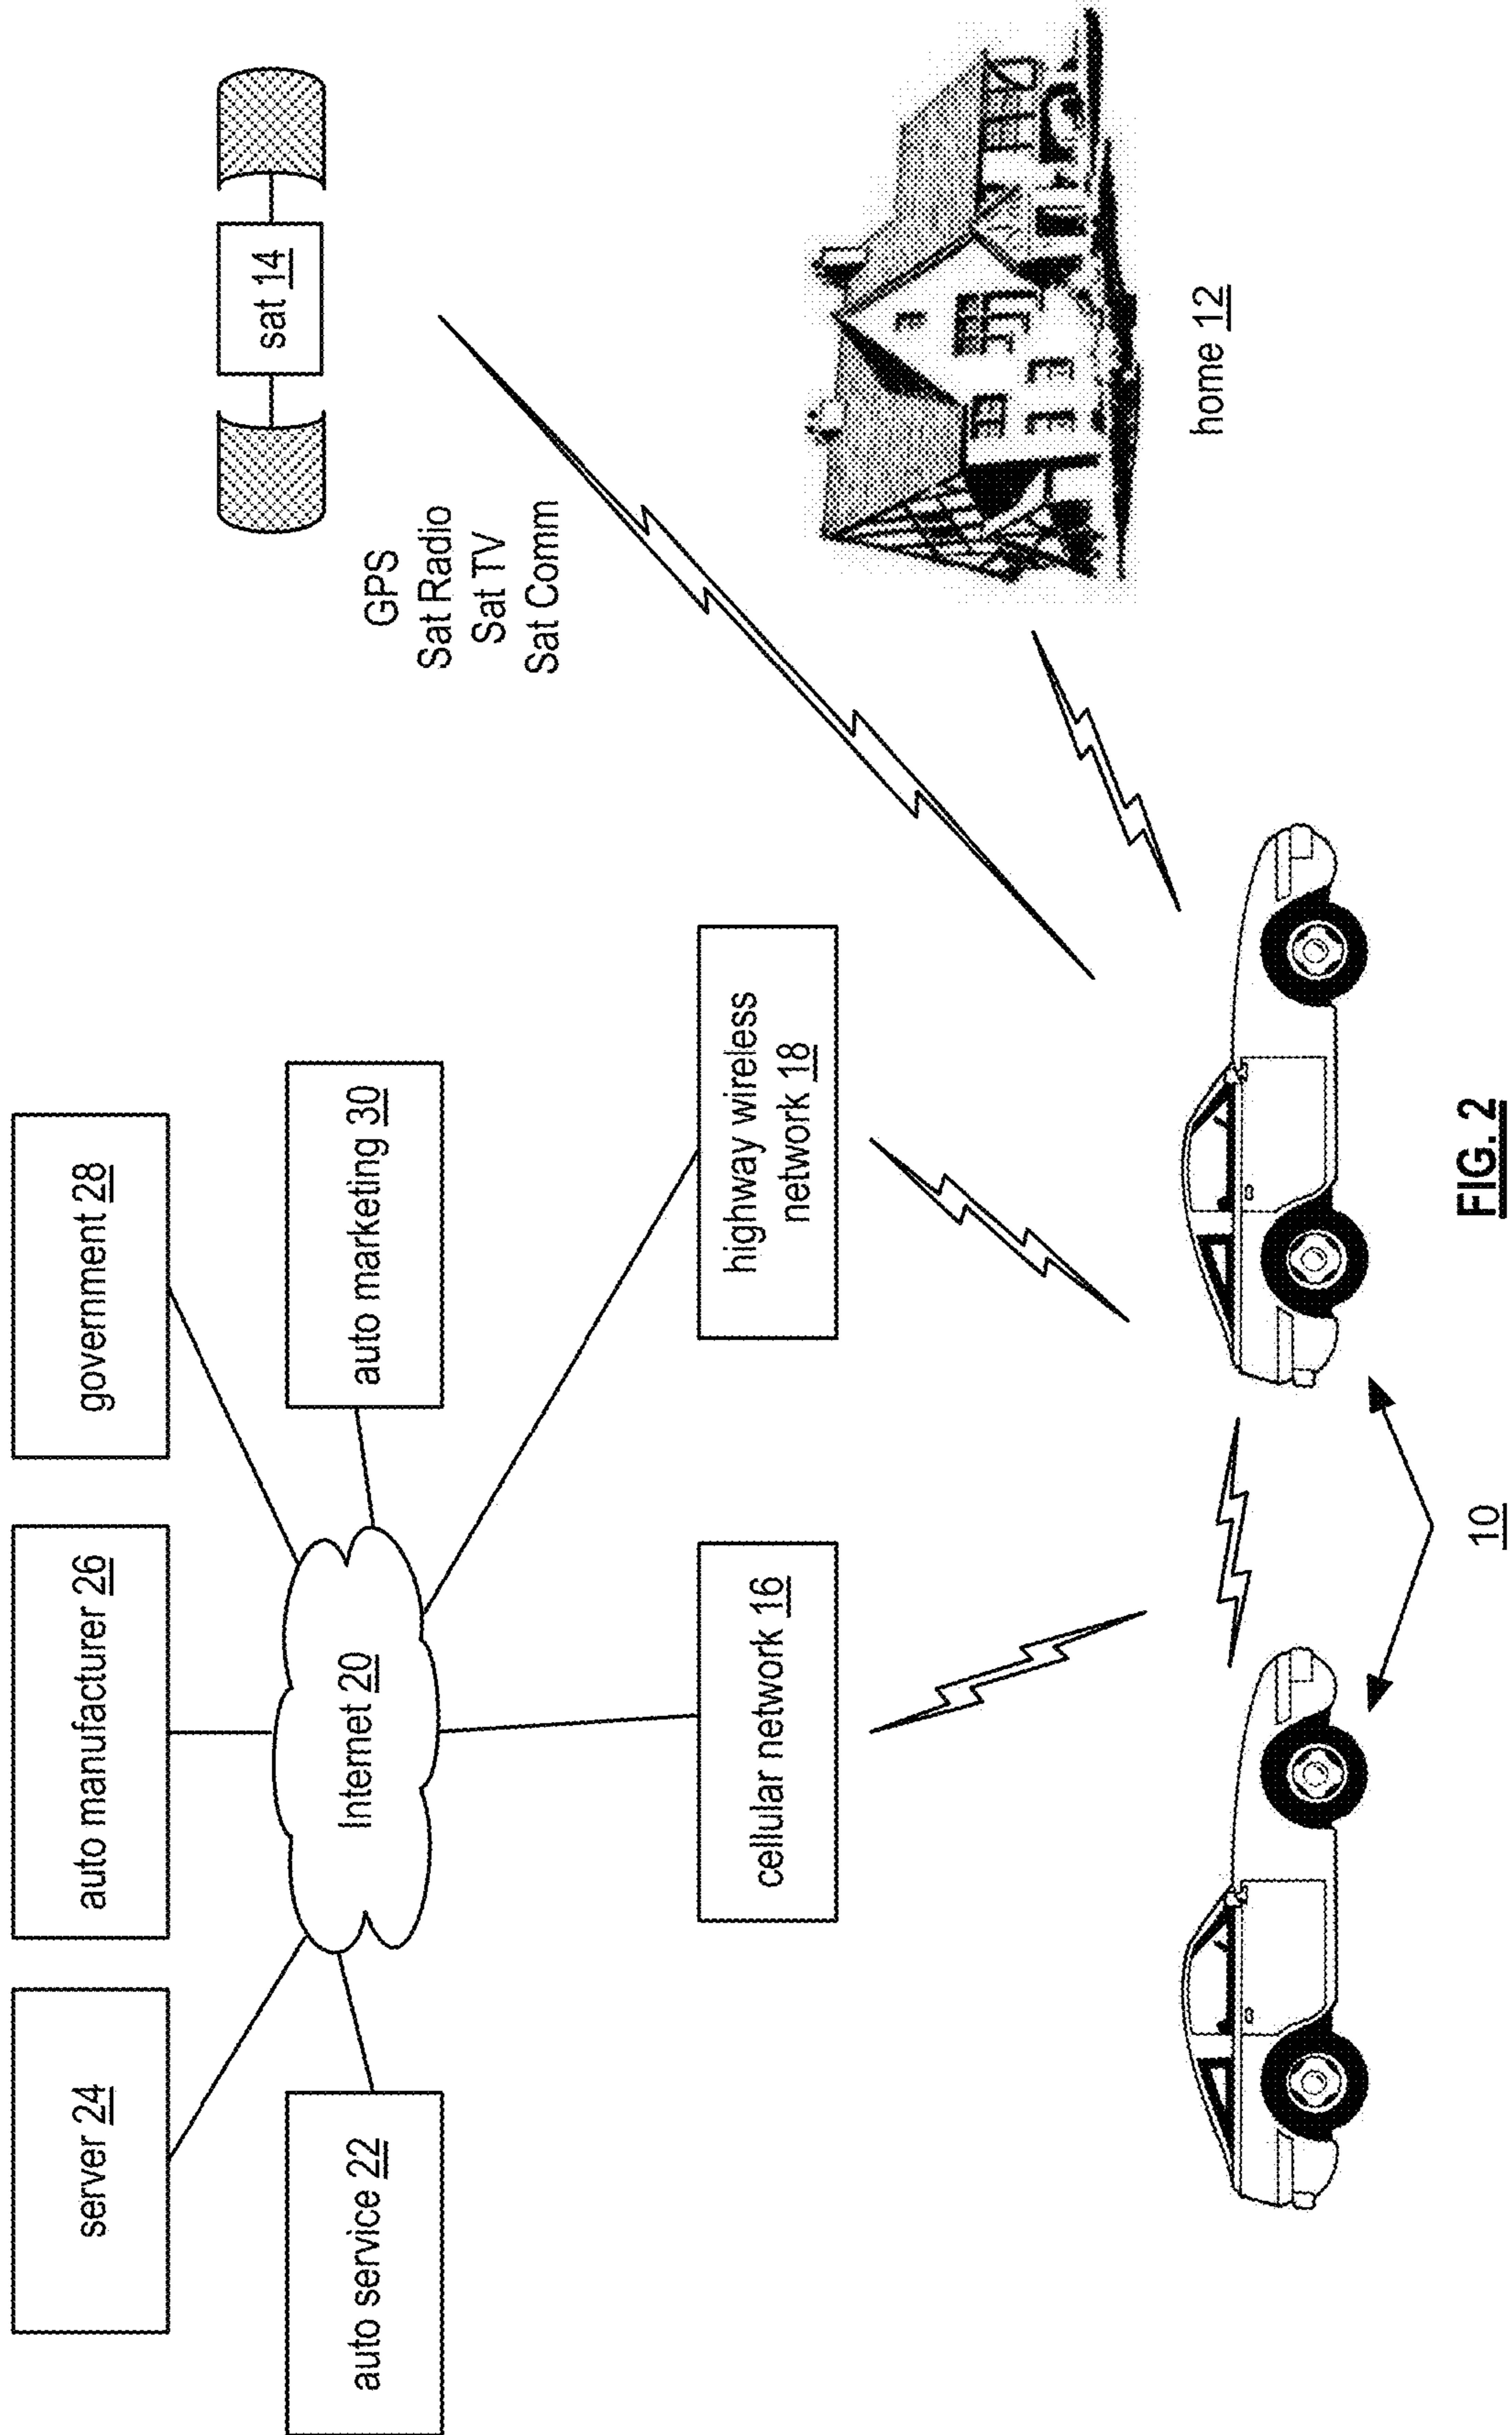 server 24
auto manufacturer 26
government 28
auto service 22
Internet 20
auto marketing 30
sat 14
GPS
Sat Radio
Sat TV
Sat Comm
cellular network 16
highway wireless
network 18
home 12
10
FIG. 2